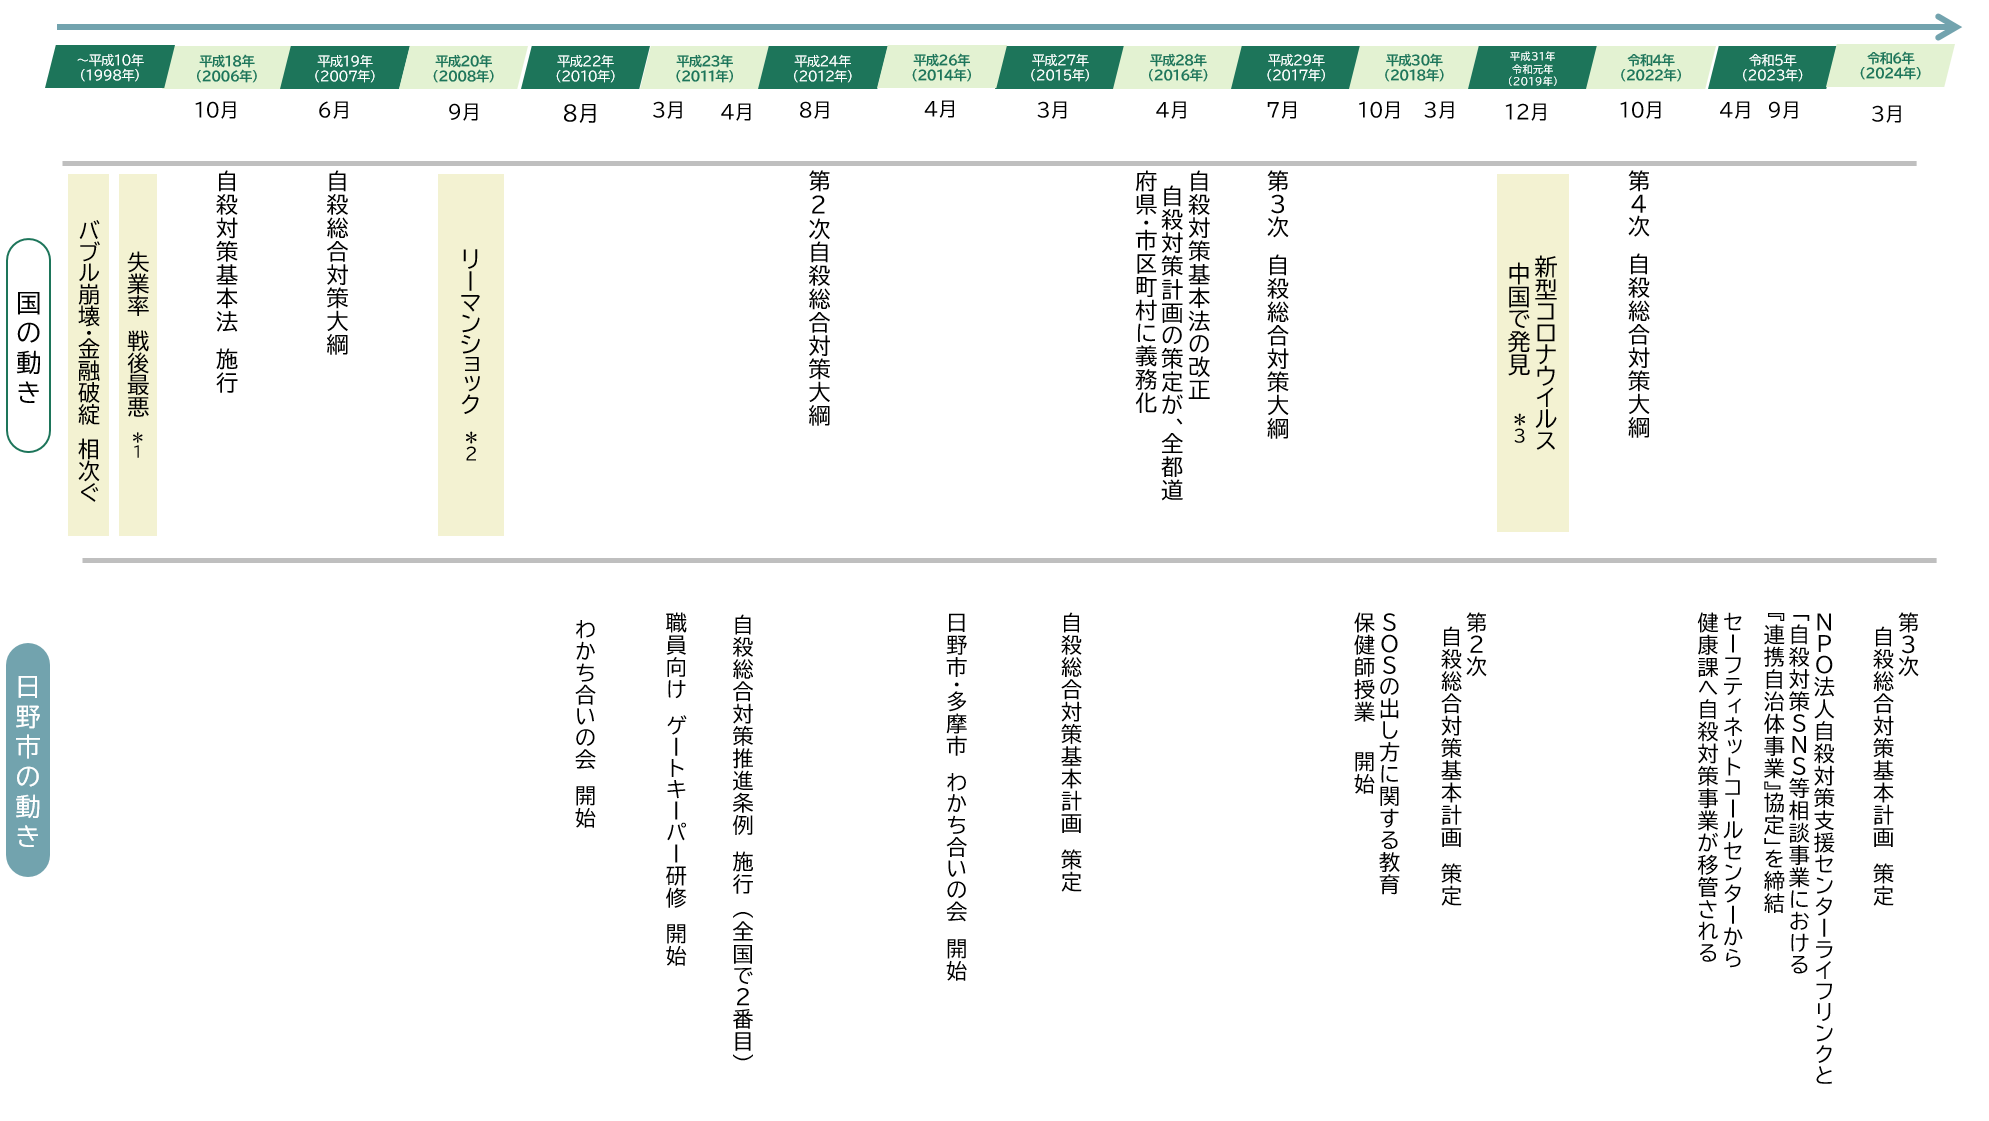 ～平成10年
（1998年）
平成18年
（2006年）
平成19年
（2007年）
平成20年
（2008年）
平成22年
（2010年）
平成23年
（2011年）
平成24年
（2012年）
平成26年
（2014年）
平成27年
（2015年）
平成28年
（2016年）
平成29年
（2017年）
平成30年
（2018年）
平成31年
令和元年
（2019年）
令和4年
（2022年）
令和5年
（2023年）
令和6年
（2024年）
10月
6月
9月
8月
3月
4月
8月
4月
3月
4月
7月
10月
3月
12月
10月
4月
9月
3月
国の動き
バブル崩壊・金融破綻 相次ぐ
失業率 戦後最悪 *1
自殺対策基本法 施行
自殺総合対策大綱
リーマンショック *2
第2次自殺総合対策大綱
自殺対策基本法の改正
自殺対策計画の策定が、全都道
府県・市区町村に義務化
第3次 自殺総合対策大綱
新型コロナウイルス
中国で発見 *3
第4次 自殺総合対策大綱
日野市の動き
わかち合いの会 開始
職員向け ゲートキーパー研修 開始
自殺総合対策推進条例 施行（全国で2番目）
日野市・多摩市 わかち合いの会 開始
自殺総合対策基本計画 策定
SOSの出し方に関する教育
保健師授業 開始
第2次
自殺総合対策基本計画 策定
セーフティネットコールセンターから
健康課へ自殺対策事業が移管される
NPO法人自殺対策支援センターライフリンクと
「自殺対策SNS等相談事業における
『連携自治体事業』協定」を締結
第3次
自殺総合対策基本計画 策定